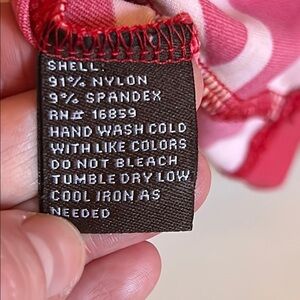 SHELL:
91% NYLON
9% SPANDEX
RN# 16859
HAND WASH COLD
WITH LIKE COLORS
DO NOT BLEACH
TUMBLE DRY LOW
COOL IRON AS
NEEDED